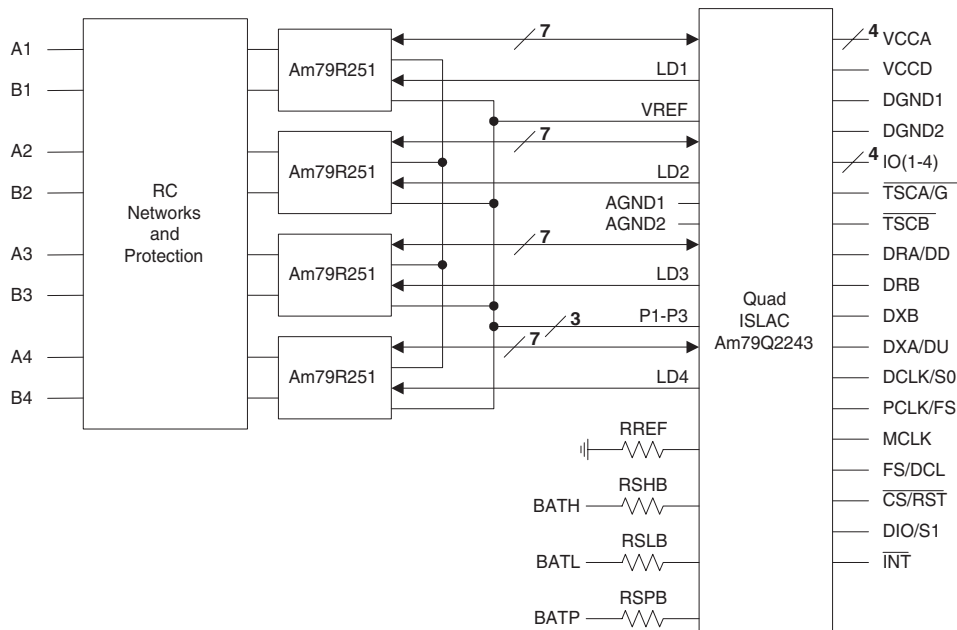 A1
B1
A2
B2
A3
B3
A4
B4
RC
Networks
and
Protection
Am79R251
Am79R251
Am79R251
Am79R251
7
LD1
VREF
7
LD2
AGND1
AGND2
7
LD3
P1-P3
3
7
LD4
RREF
BATH
RSHB
BATL
RSLB
BATP
RSPB
Quad
ISLAC
Am79Q2243
4
VCCA
VCCD
DGND1
DGND2
4
IO(1-4)
TSCA/G
TSCB
DRA/DD
DRB
DXB
DXA/DU
DCLK/S0
PCLK/FS
MCLK
FS/DCL
CS/RST
DIO/S1
INT